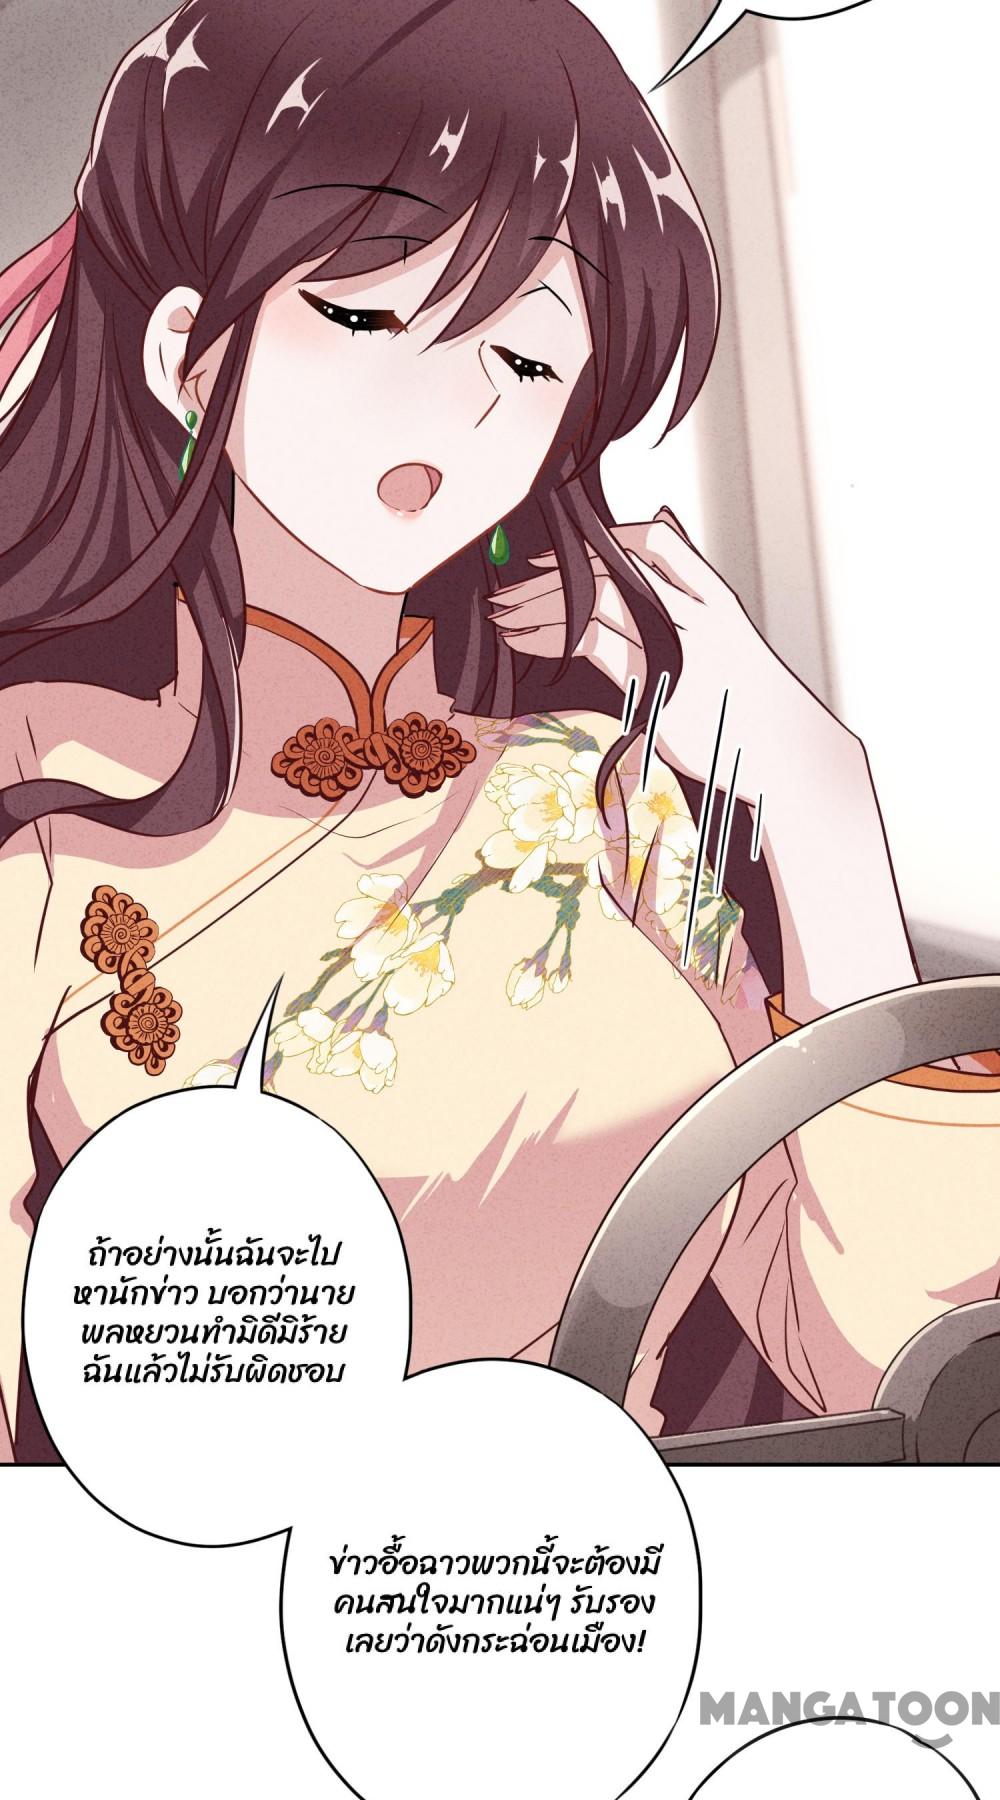 ถ้าอย่างนั้นฉันจะไป
หานักข่าว บอกว่านาย
พลหยวนทำมิดีมิร้าย
ฉันแล้วไม่รับผิดชอบ
ข่าวอื้อฉาวพวกนี้จะต้องมี
คนสนใจมากแน่ๆ รับรอง
เลยว่าดังกระฉ่อนเมือง!
MANGATOON